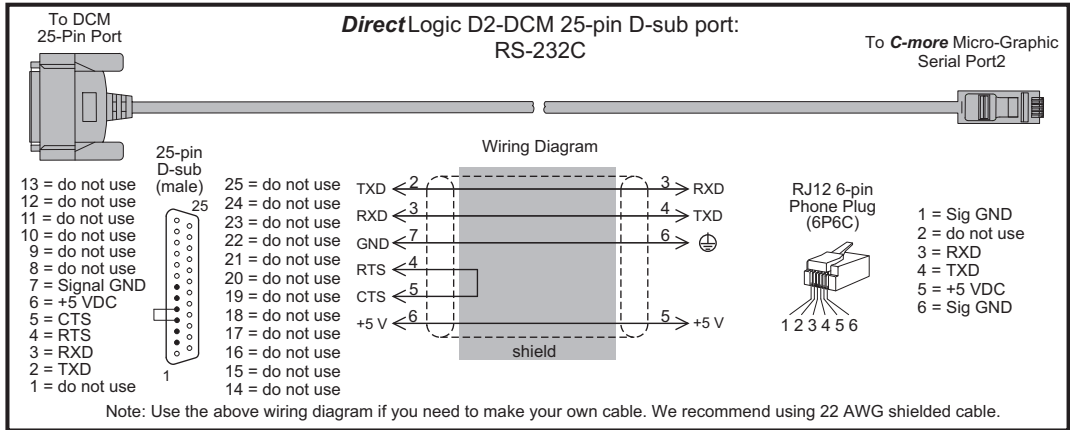 To DCM
25-Pin Port
DirectLogic D2-DCM 25-pin D-sub port:
RS-232C
To C-more Micro-Graphic
Serial Port2
25-pin
D-sub
(male)
13 = do not use
12 = do not use
11 = do not use
10 = do not use
9 = do not use
8 = do not use
7 = Signal GND
6 = +5 VDC
5 = CTS
4 = RTS
3 = RXD
2 = TXD
1 = do not use
25
1
25 = do not use
24 = do not use
23 = do not use
22 = do not use
21 = do not use
20 = do not use
19 = do not use
18 = do not use
17 = do not use
16 = do not use
15 = do not use
14 = do not use
Wiring Diagram
TXD 2 3 RXD
RXD 3 4 TXD
GND 7 6
RTS 4
CTS 5
+5 V 6 5 +5 V
shield
RJ12 6-pin
Phone Plug
(6P6C)
1 2 3 4 5 6
1 = Sig GND
2 = do not use
3 = RXD
4 = TXD
5 = +5 VDC
6 = Sig GND
Note: Use the above wiring diagram if you need to make your own cable. We recommend using 22 AWG shielded cable.